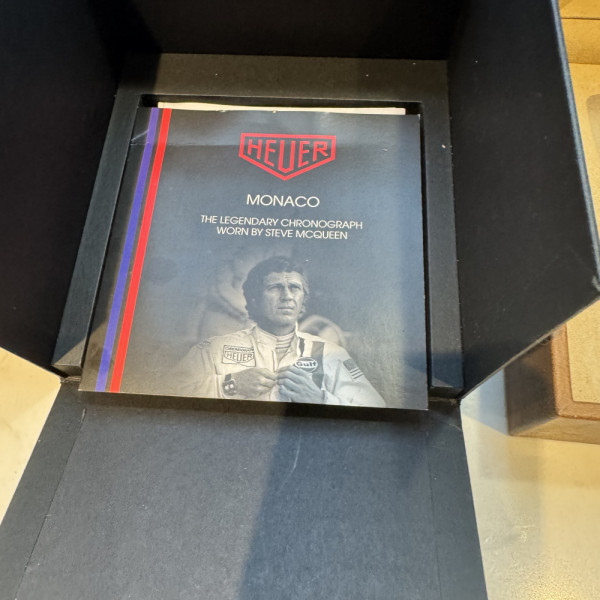 HEUER
MONACO
THE LEGENDARY CHRONOGRAPH
WORN BY STEVE MCQUEEN
HEUER
Gulf